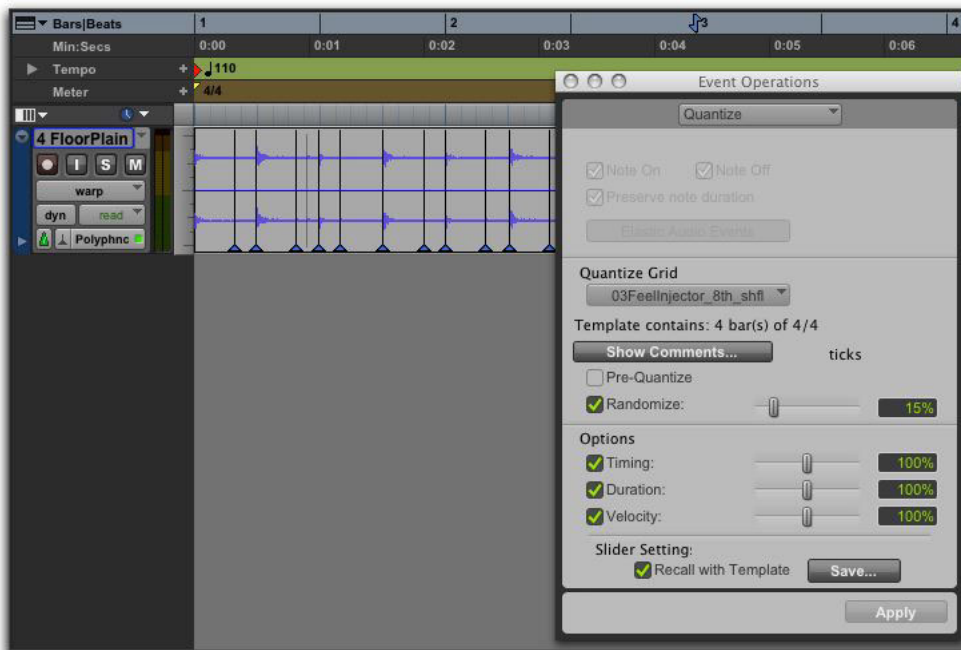 Bars|Beats 1 2 3 4
Min:Secs 0:00 0:01 0:02 0:03 0:04 0:05 0:06
Tempo + 110
Meter + 4/4
4 FloorPlain
I S M
warp
dyn read
Polyphnc
Event Operations
Quantize
Note On Note Off
Preserve note duration
Elastic Audio Events
Quantize Grid
03FeelInjector_8th_shfl
Template contains: 4 bar(s) of 4/4
Show Comments... ticks
Pre-Quantize
Randomize: 15%
Options
Timing: 100%
Duration: 100%
Velocity: 100%
Slider Setting:
Recall with Template Save...
Apply